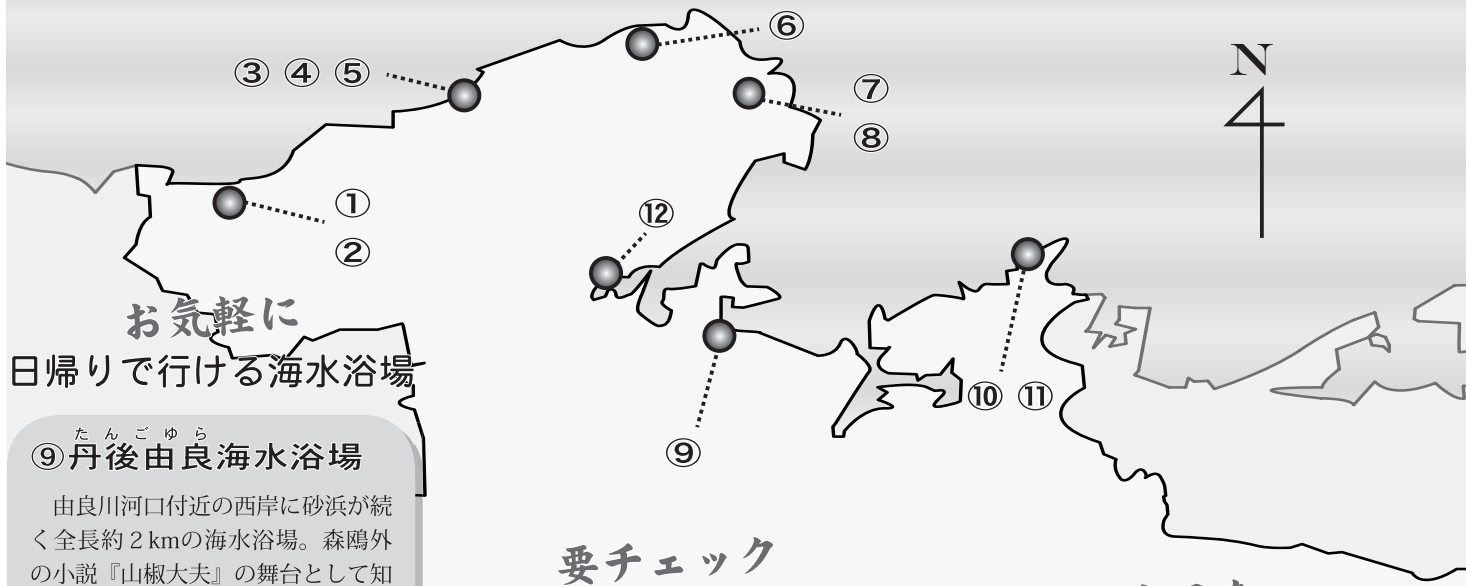 ⑥
N
③ ④ ⑤
⑦
⑧
①
②
⑫
お気軽に
日帰りで行ける海水浴場
⑩ ⑪
⑨
たんごゆら
⑨丹後由良海水浴場
由良川河口付近の西岸に砂浜が続
く全長約2kmの海水浴場。森鴎外
の小説『山椒大夫』の舞台として知
要チェック